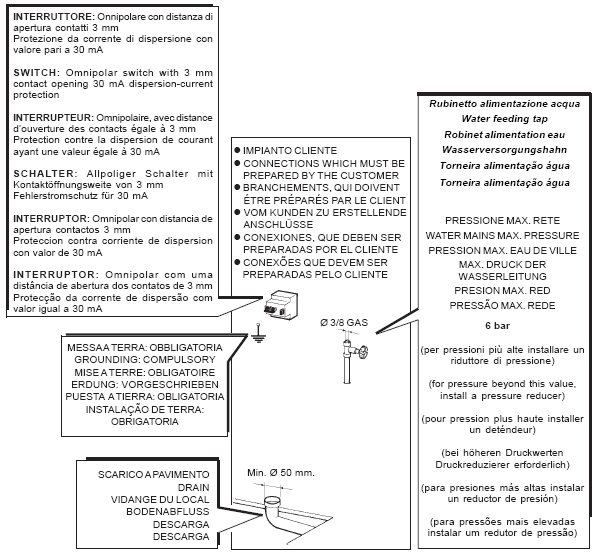 INTERRUTTORE: Onnipolare con distanza di
apertura contatti 3 mm
Protezione da corrente di dispersione con
valore pari a 30 mA
SWITCH: Omnipolar switch with 3 mm
contact opening 30 mA dispersion-current
protection
INTERRUPTEUR: Omnipolaire, avec distance
d'ouverture des contacts égale à 3 mm
Protection contre la dispersion de courant
ayant une valeur égale à 30 mA
SCHALTER: Allpoliger Schalter mit
Kontaktöffnungsweite von 3 mm
Fehlerstromschutz für 30 mA
INTERRUPTOR: Omnipolar con distancia de
apertura contactos 3 mm
Proteccion contra corriente de dispersion
con valor de 30 mA
INTERRUPTOR: Omnipolar com uma
distância de abertura dos contatos de 3 mm
Protecção da corrente de dispersão com
valor igual a 30 mA
● IMPIANTO CLIENTE
● CONNECTIONS WHICH MUST BE
PREPARED BY THE CUSTOMER
● BRANCHEMENTS, QUI DOIVENT
ÉTRE PRÉPARÉS PAR LE CLIENT
● VOM KUNDEN ZU ERSTELLENDE
ANSCHLÜSSE
● CONEXIONES, QUE DEBEN SER
PREPARADAS POR EL CLIENTE
● CONEXÕES QUE DEVEM SER
PREPARADAS PELO CLIENTE
Ø 3/8 GAS
Rubinetto alimentazione acqua
Water feeding tap
Robinet alimentation eau
Wasserversorgungshahn
Torneira alimentação água
Torneira alimentação água
PRESSIONE MAX. RETE
WATER MAINS MAX. PRESSURE
PRESSION MAX. EAU DE VILLE
MAX. DRUCK DER
WASSERLEITUNG
PRESION MAX. RED
PRESSÃO MAX. REDE
6 bar
(per pressioni più alte installare un
riduttore di pressione)
(for pressure beyond this value,
install a pressure reducer)
(pour pression plus haute installer
un deténdeur)
(bei höheren Druckwerten
Druckreduzierer erforderlich)
(para presiones más altas instalar
un reductor de presión)
(para pressões mais elevadas
instalar um redutor de pressão)
MESSA A TERRA: OBBLIGATORIA
GROUNDING: COMPULSORY
MISE A TERRE: OBLIGATOIRE
ERDUNG: VORGESCHRIEBEN
PUESTA A TIERRA: OBLIGATORIA
INSTALAÇÃO DE TERRA:
OBRIGATORIA
SCARICO A PAVIMENTO
DRAIN
VIDANGE DU LOCAL
BODENABFLUSS
DESCARGA
DESCARGA
Min. Ø 50 mm.